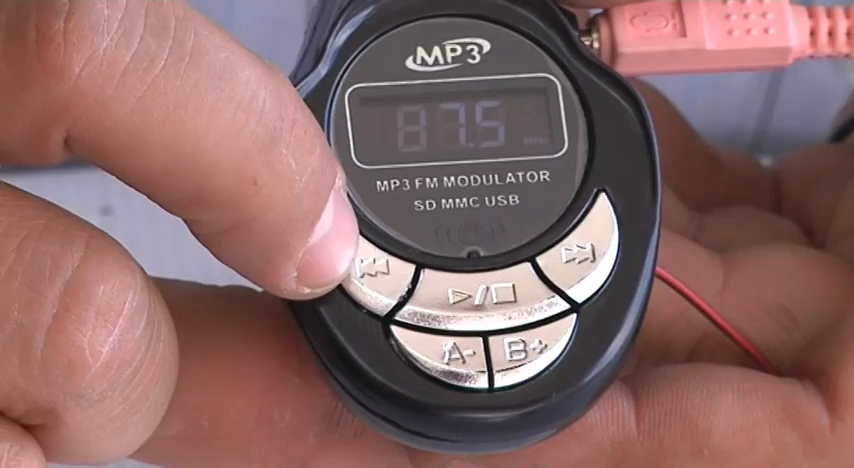 MP3
87.5
MP3 FM MODULATOR
SD MMC USB
▷/□
A- B+